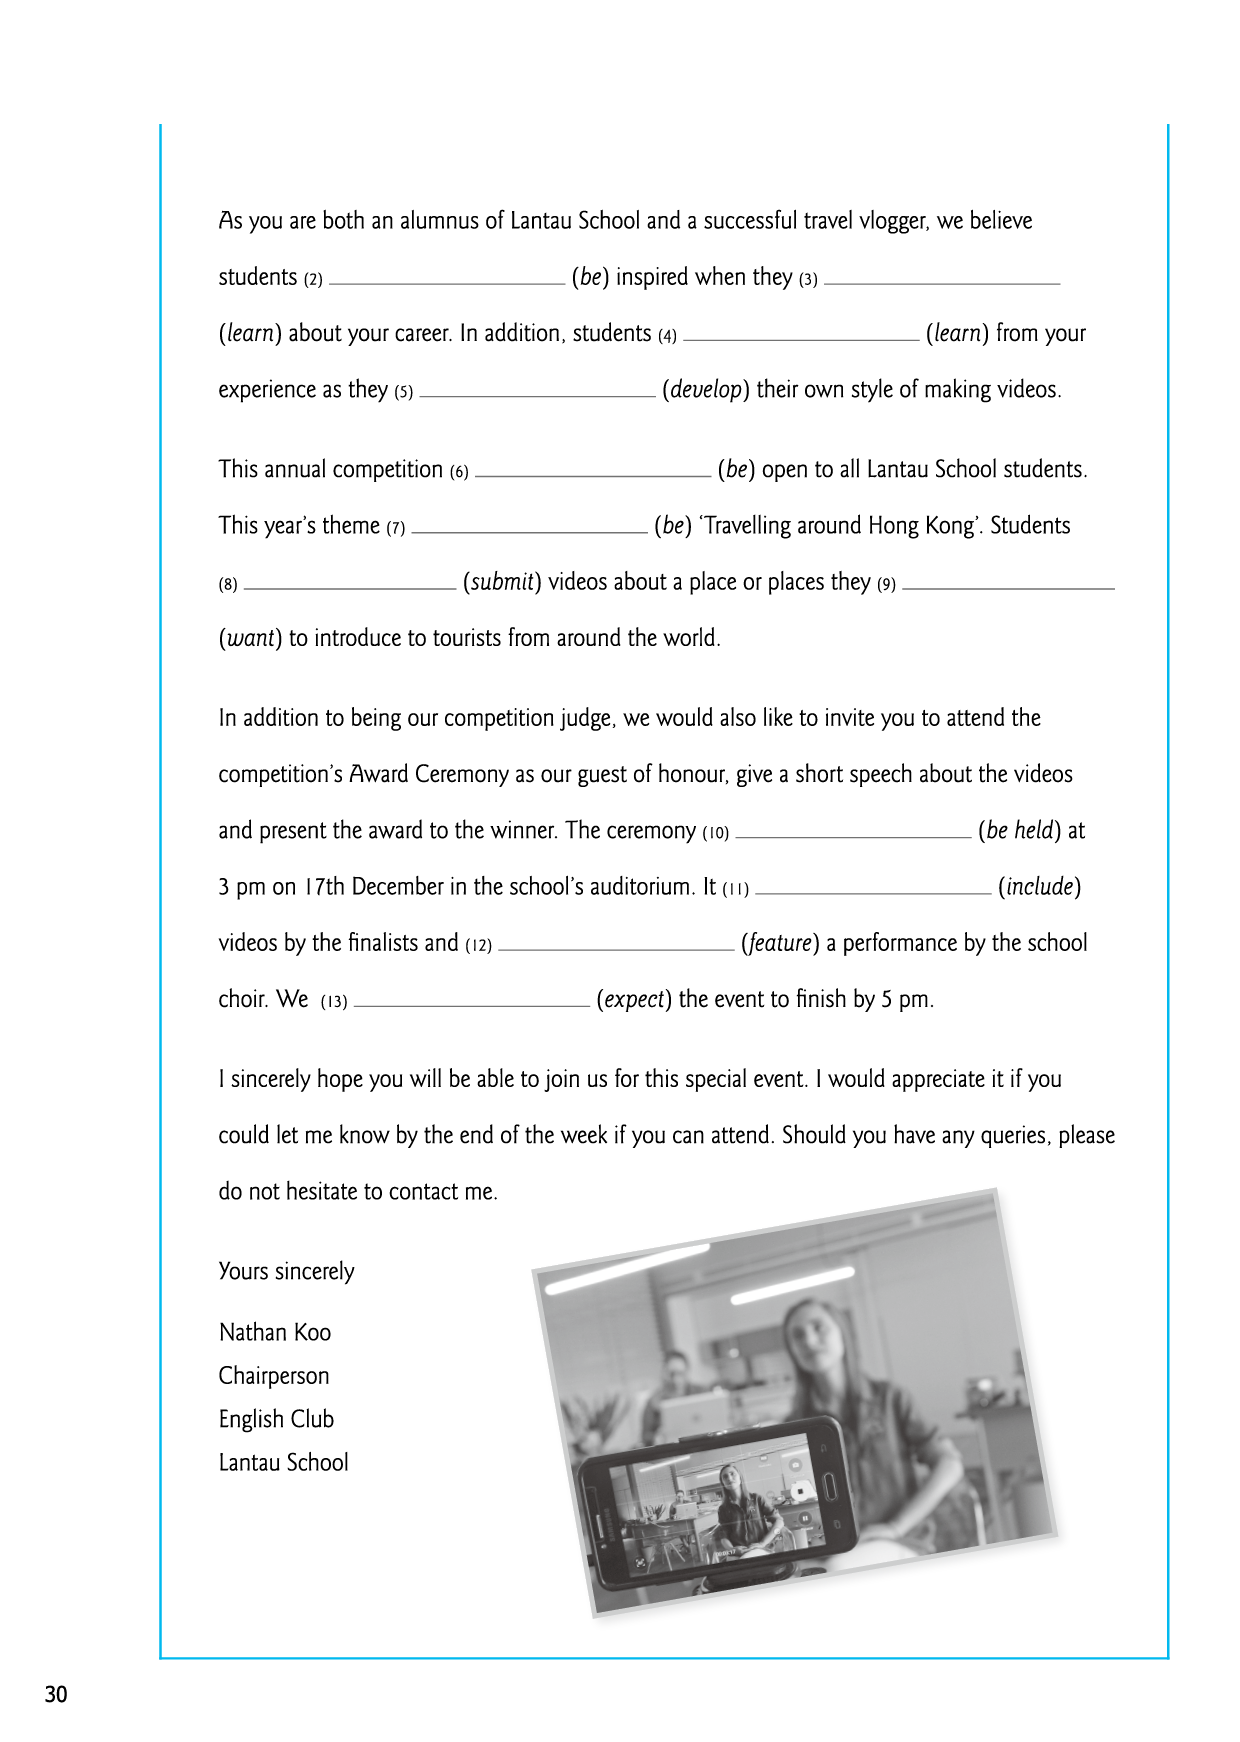 As you are both an alumnus of Lantau School and a successful travel vlogger, we believe
students (2) ____________________ (be) inspired when they (3) ____________________
(learn) about your career. In addition, students (4) ____________________ (learn) from your
experience as they (5) ____________________ (develop) their own style of making videos.
This annual competition (6) ____________________ (be) open to all Lantau School students.
This year’s theme (7) ____________________ (be) ‘Travelling around Hong Kong’. Students
(8) ____________________ (submit) videos about a place or places they (9) ____________________
(want) to introduce to tourists from around the world.
In addition to being our competition judge, we would also like to invite you to attend the
competition’s Award Ceremony as our guest of honour, give a short speech about the videos
and present the award to the winner. The ceremony (10) ____________________ (be held) at
3 pm on 17th December in the school’s auditorium. It (11) ____________________ (include)
videos by the finalists and (12) ____________________ (feature) a performance by the school
choir. We (13) ____________________ (expect) the event to finish by 5 pm.
I sincerely hope you will be able to join us for this special event. I would appreciate it if you
could let me know by the end of the week if you can attend. Should you have any queries, please
do not hesitate to contact me.
Yours sincerely
Nathan Koo
Chairperson
English Club
Lantau School
30